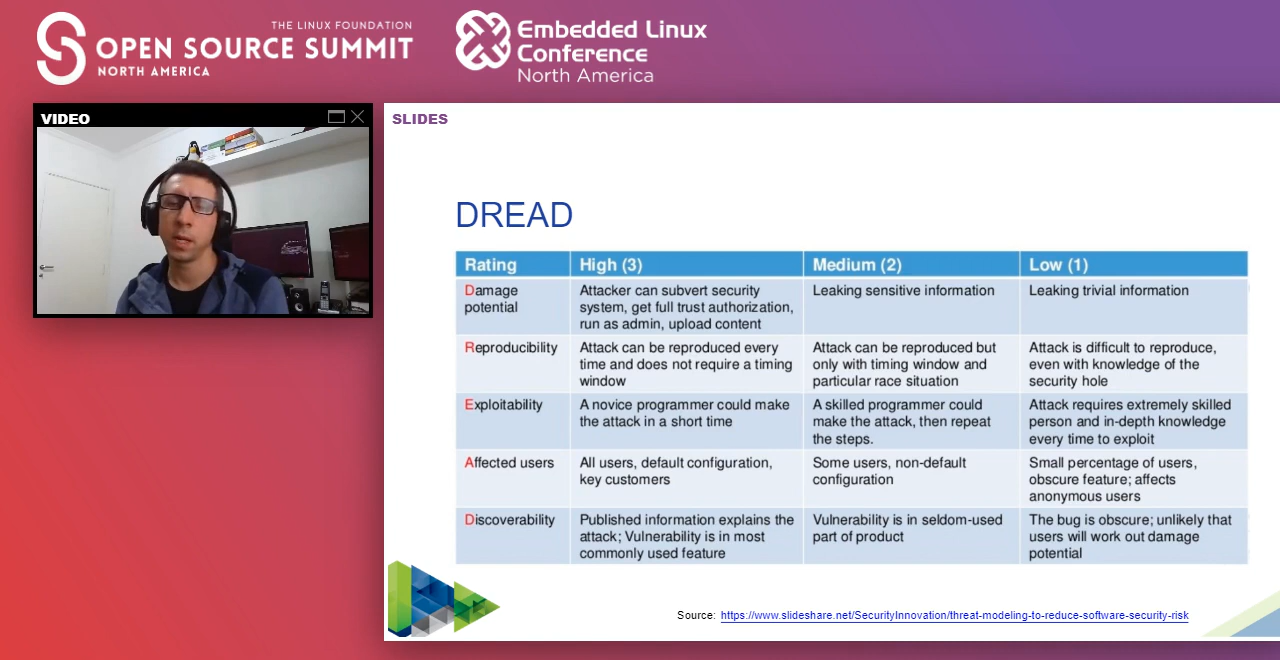 THE LINUX FOUNDATION
OPEN SOURCE SUMMIT
NORTH AMERICA
Embedded Linux
Conference
North America
VIDEO
SLIDES
DREAD
Rating High (3) Medium (2) Low (1)
Damage
potential
Attacker can subvert security
system, get full trust authorization,
run as admin, upload content
Leaking sensitive information
Leaking trivial information
Reproducibility
Attack can be reproduced every
time and does not require a timing
window
Attack can be reproduced but
only with timing window and
particular race situation
Attack is difficult to reproduce,
even with knowledge of the
security hole
Exploitability
A novice programmer could make
the attack in a short time
A skilled programmer could
make the attack, then repeat
the steps.
Attack requires extremely skilled
person and in-depth knowledge
every time to exploit
Affected users
All users, default configuration,
key customers
Some users, non-default
configuration
Small percentage of users,
obscure feature; affects
anonymous users
Discoverability
Published information explains the
attack; Vulnerability is in most
commonly used feature
Vulnerability is in seldom-used
part of product
The bug is obscure; unlikely that
users will work out damage
potential
Source: https://www.slideshare.net/SecurityInnovation/threat-modeling-to-reduce-software-security-risk